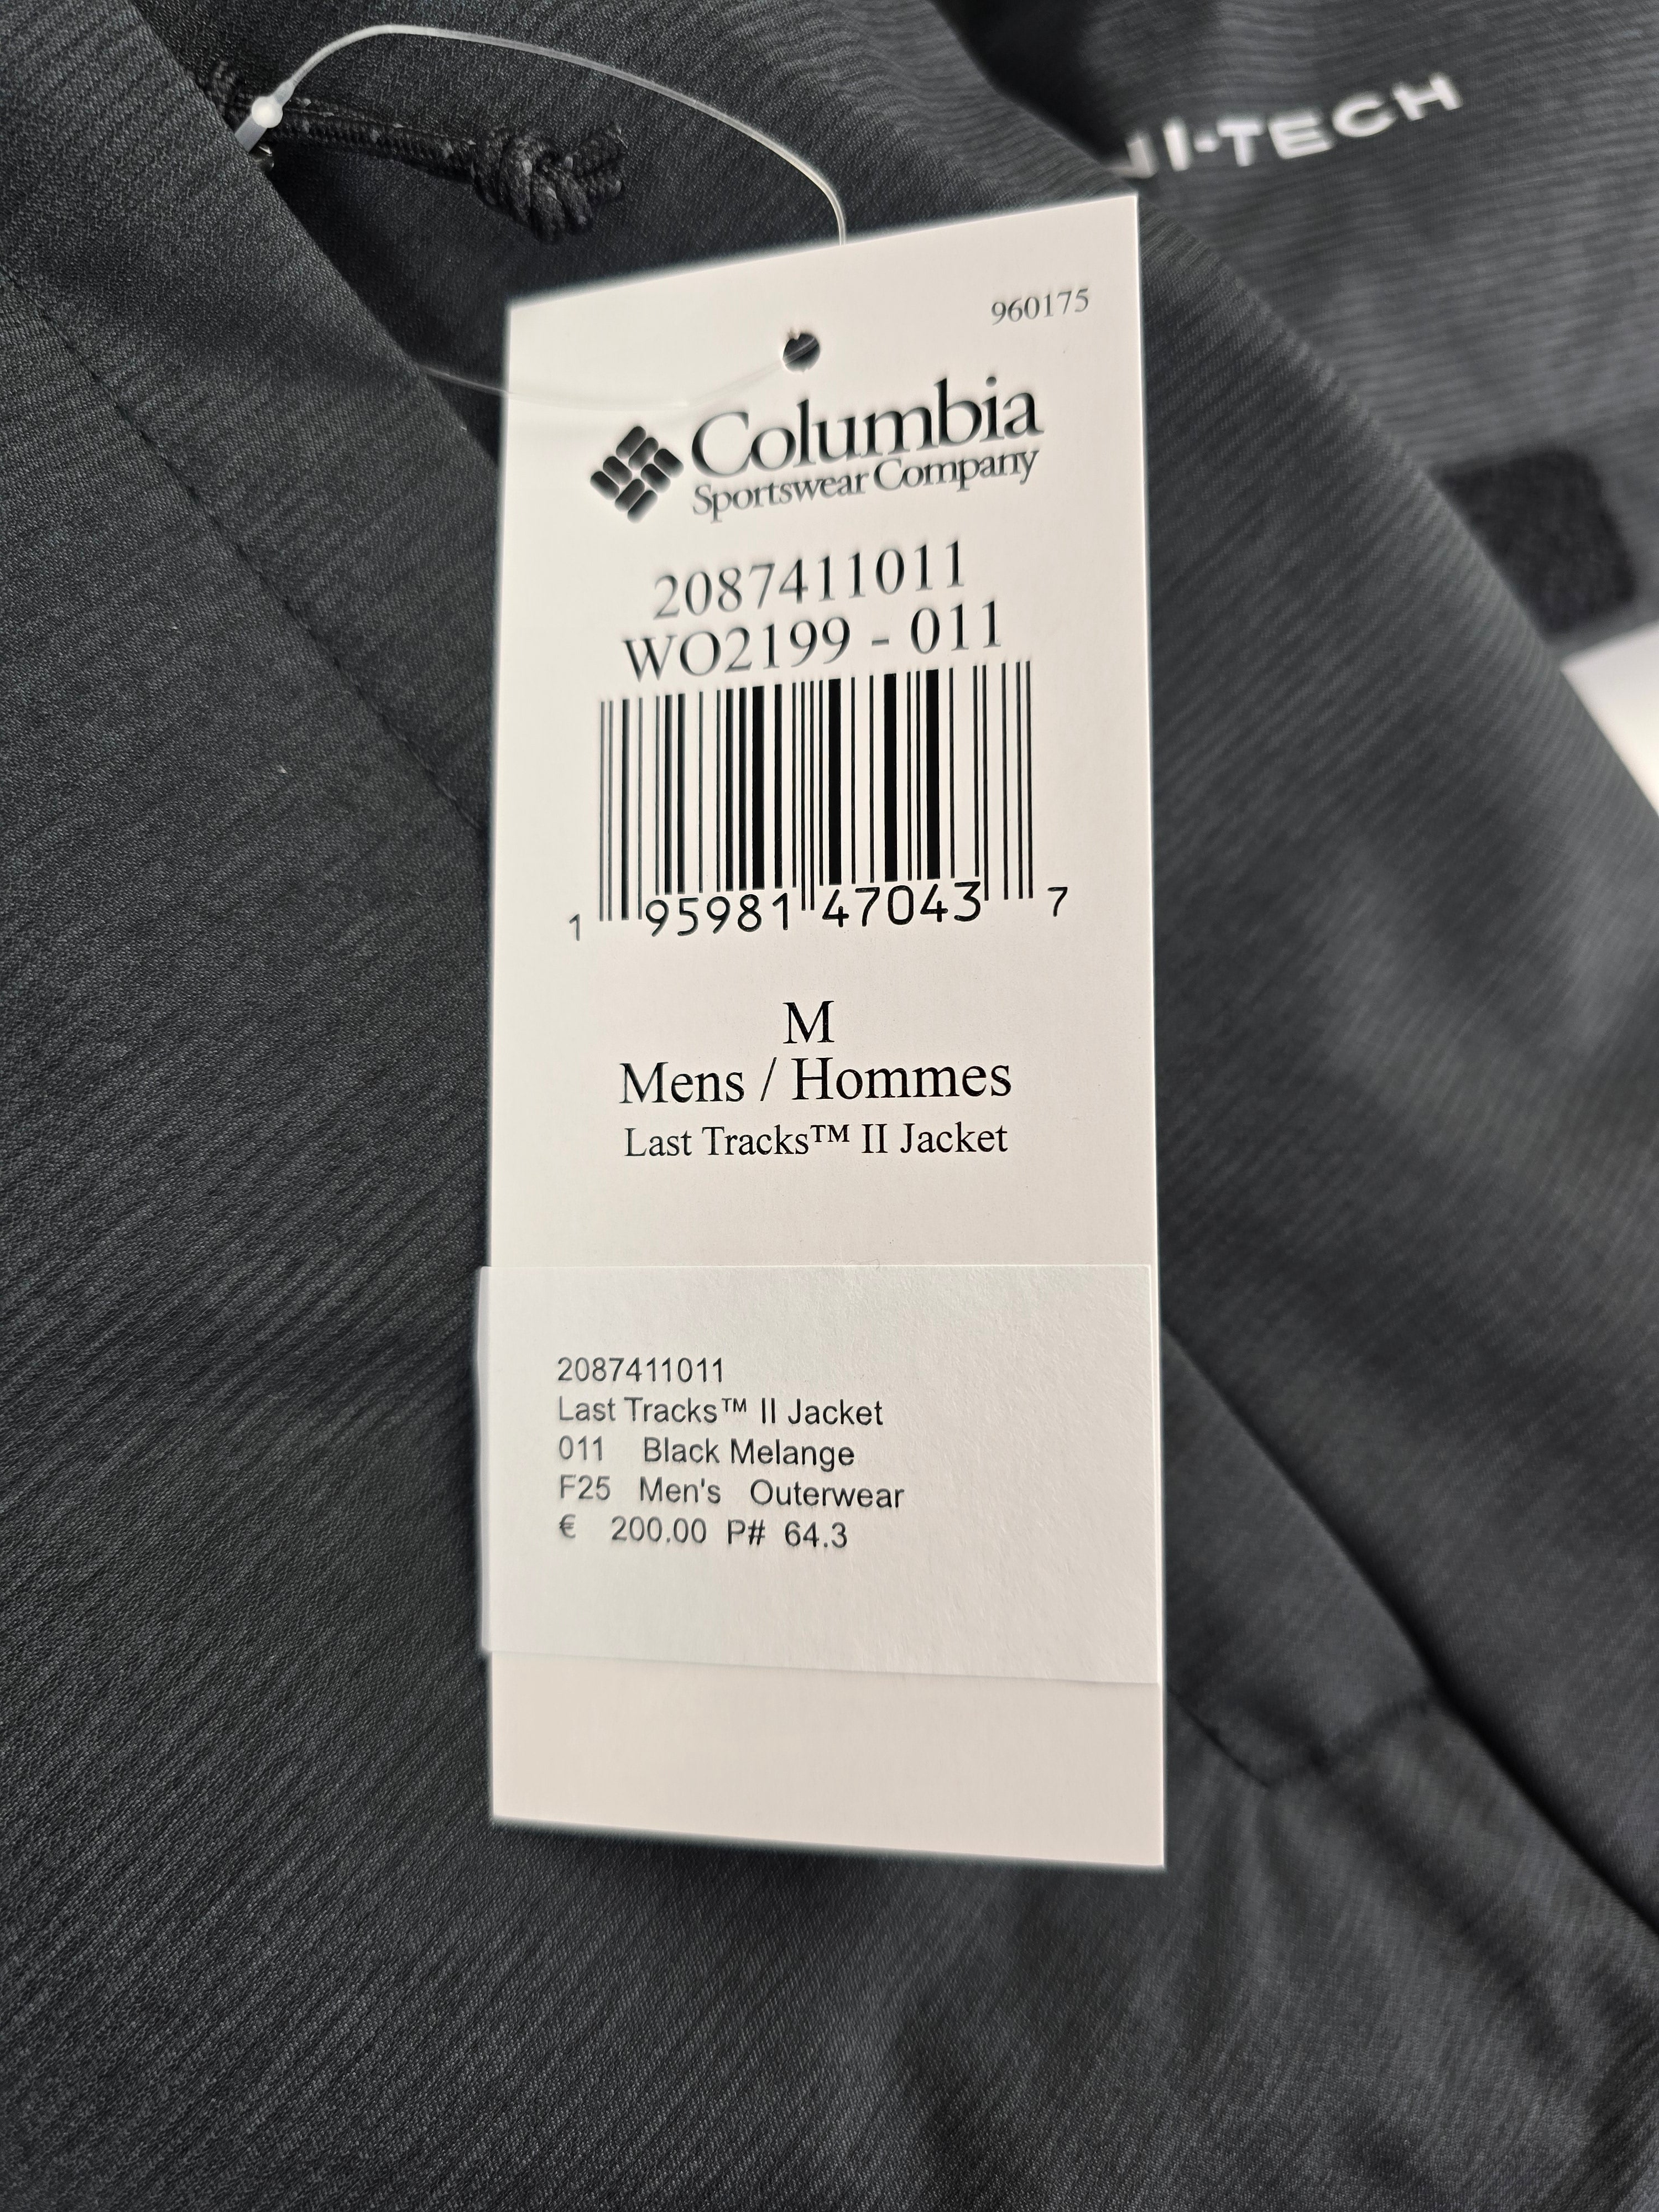 NI-TECH
960175
Columbia
Sportswear Company
2087411011
WO2199 - 011
1 95981 47043 7
M
Mens / Hommes
Last Tracks™ II Jacket
2087411011
Last Tracks™ II Jacket
011 Black Melange
F25 Men's Outerwear
€ 200.00 P# 64.3